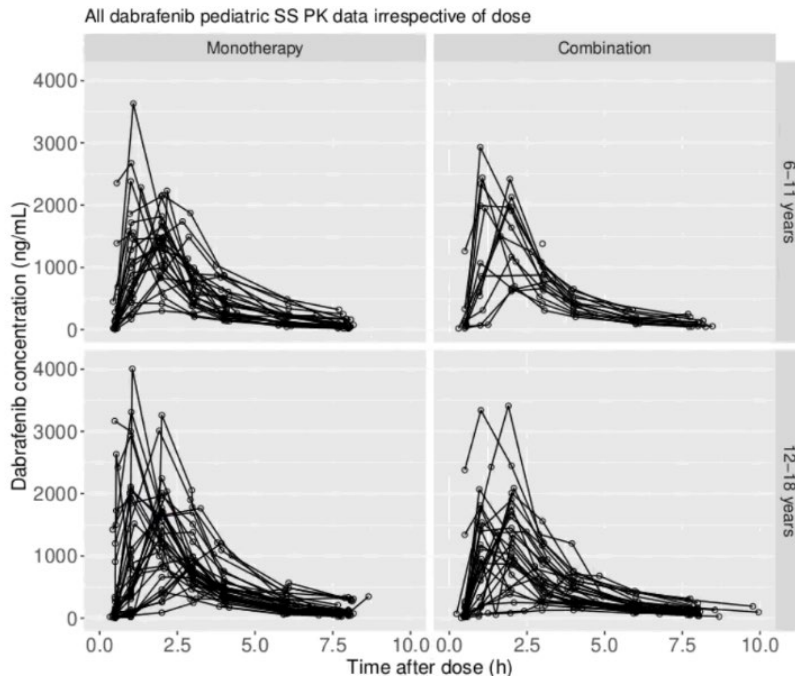 All dabrafenib pediatric SS PK data irrespective of dose
Monotherapy
Combination
4000
3000
2000
1000
0
6−11 years
4000
3000
2000
1000
0
12−18 years
Dabrafenib concentration (ng/mL)
0.0 2.5 5.0 7.5 10.0 0.0 2.5 5.0 7.5 10.0
Time after dose (h)